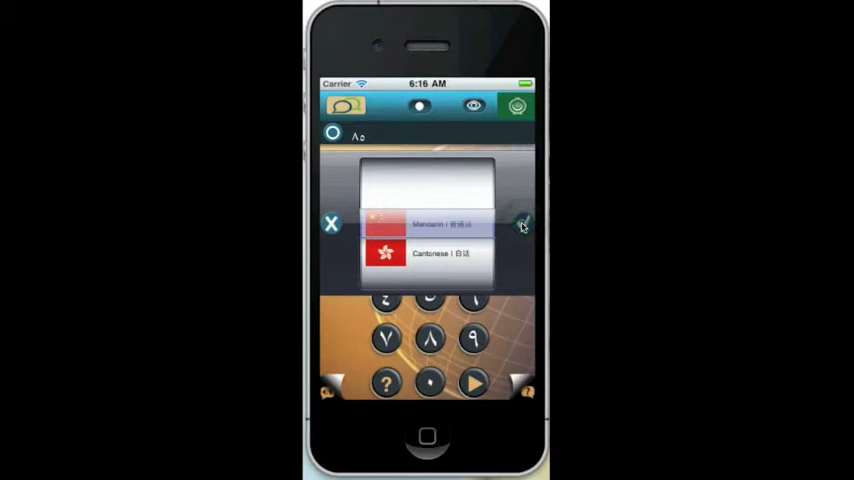 Carrier 6:16 AM
٨٥
Mandarin | 普通话
Cantonese | 白话
٧ ٨ ٩
? ٠